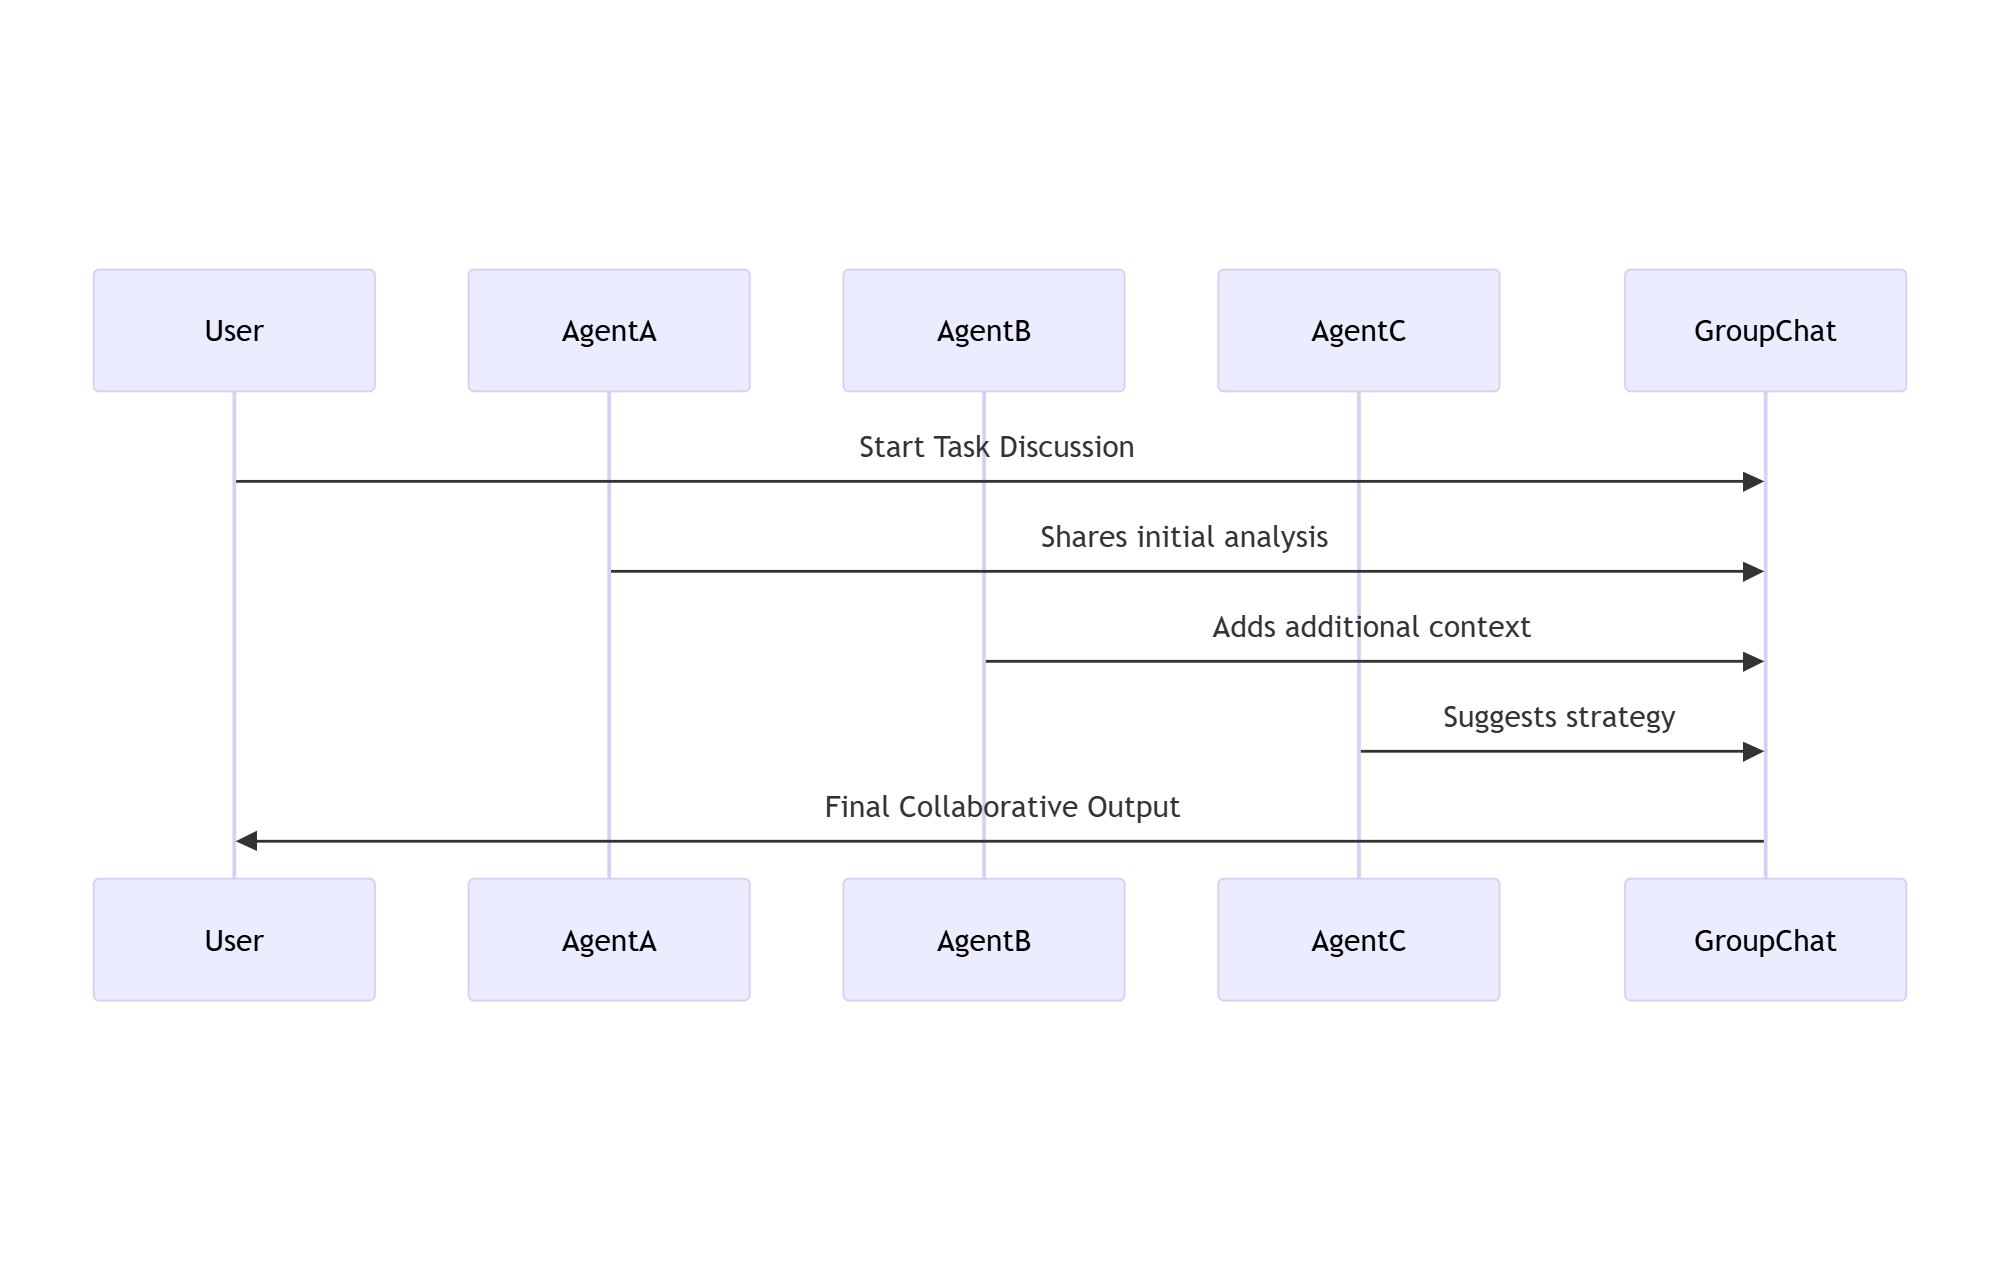 User
AgentA
AgentB
AgentC
GroupChat
Start Task Discussion
Shares initial analysis
Adds additional context
Suggests strategy
Final Collaborative Output
User
AgentA
AgentB
AgentC
GroupChat